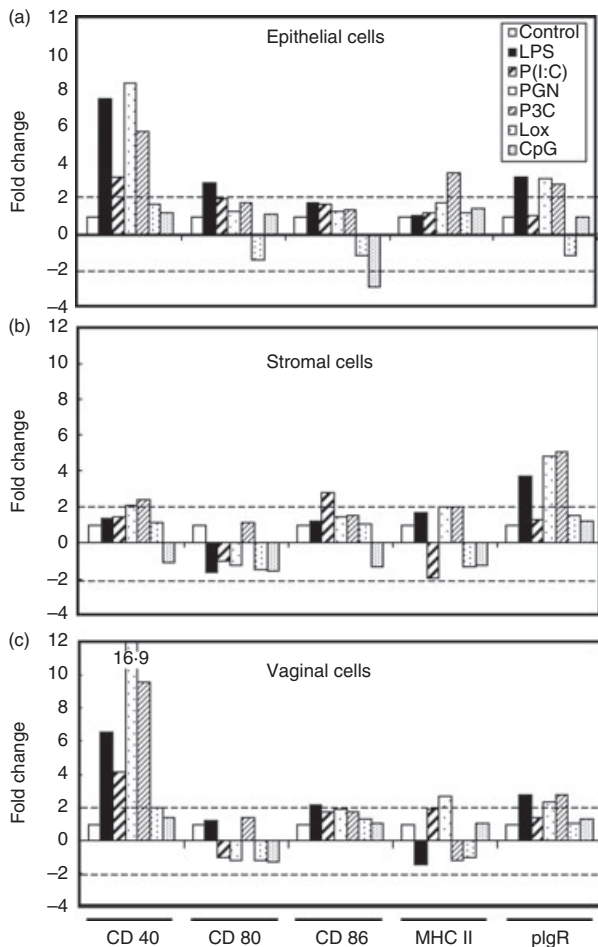 (a)
Epithelial cells
Control
LPS
P(I:C)
PGN
P3C
Lox
CpG
Fold change
12
10
8
6
4
2
0
–2
–4
(b)
Stromal cells
Fold change
12
10
8
6
4
2
0
–2
–4
(c)
Vaginal cells
16·9
Fold change
12
10
8
6
4
2
0
–2
–4
CD 40 CD 80 CD 86 MHC II pIgR